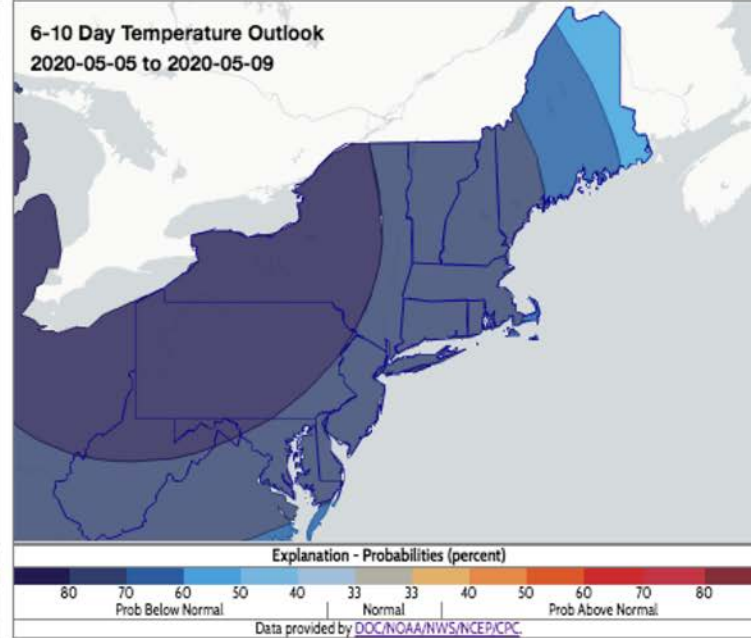 6-10 Day Temperature Outlook
2020-05-05 to 2020-05-09
Explanation - Probabilities (percent)
80 70 60 50 40 33 33 40 50 60 70 80
Prob Below Normal Normal Prob Above Normal
Data provided by DOC/NOAA/NWS/NCEP/CPC.